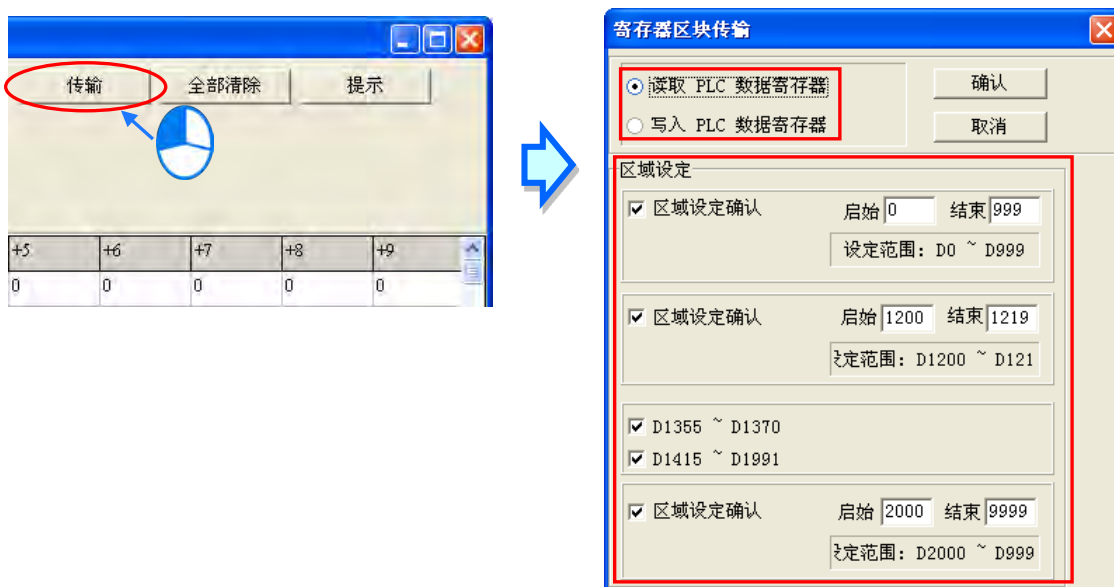 传输 全部清除 提示
+5 +6 +7 +8 +9
0 0 0 0 0
寄存器区块传输
读取 PLC 数据寄存器 确认
写入 PLC 数据寄存器 取消
区域设定
区域设定确认 启始 0 结束 999
设定范围: D0 ~ D999
区域设定确认 启始 1200 结束 1219
定范围: D1200 ~ D121
D1355 ~ D1370
D1415 ~ D1991
区域设定确认 启始 2000 结束 9999
定范围: D2000 ~ D999